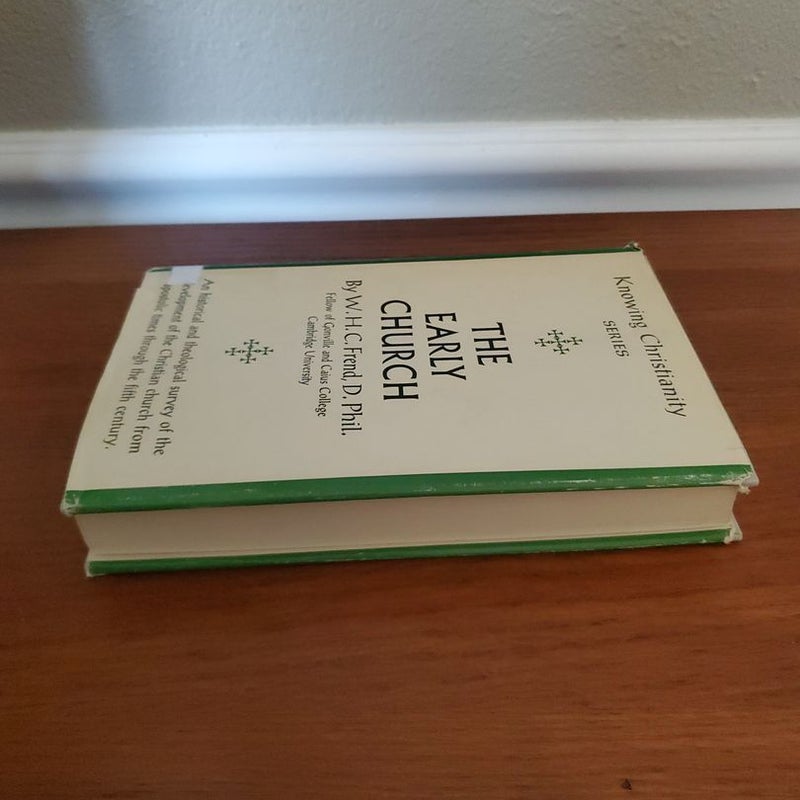 Knowing Christianity
SERIES
THE
EARLY
CHURCH
By W. H. C. Frend, D. Phil.
Fellow of Gonville and Caius College
Cambridge University
An historical and theological survey of the
development of the Christian church from
apostolic times through the fifth century.